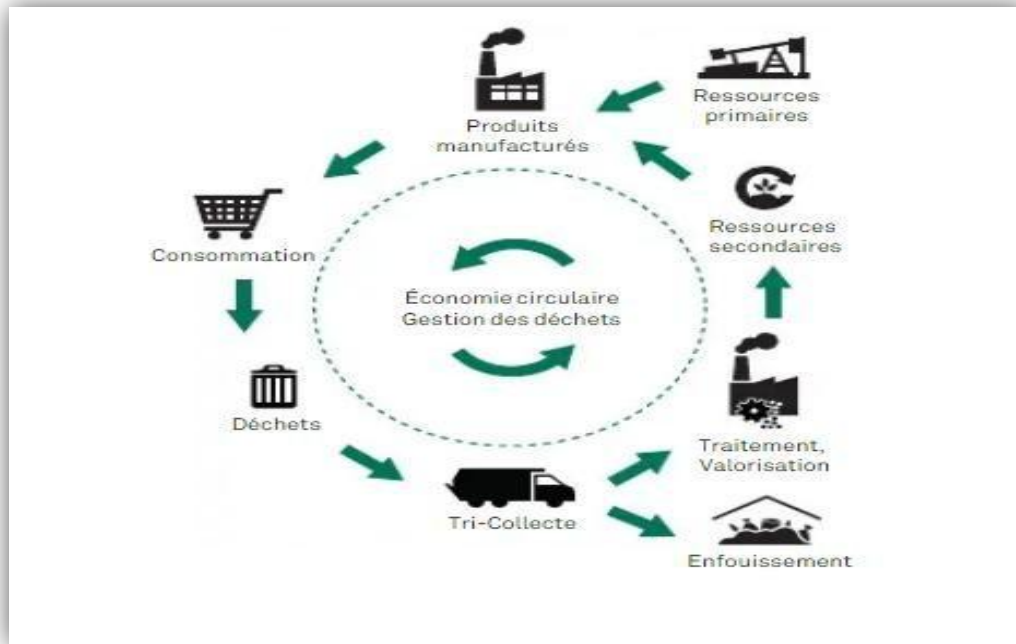 Produits
manufacturés
Ressources
primaires
Ressources
secondaires
Consommation
Économie circulaire
Gestion des déchets
Déchets
Traitement,
Valorisation
Tri-Collecte
Enfouissement